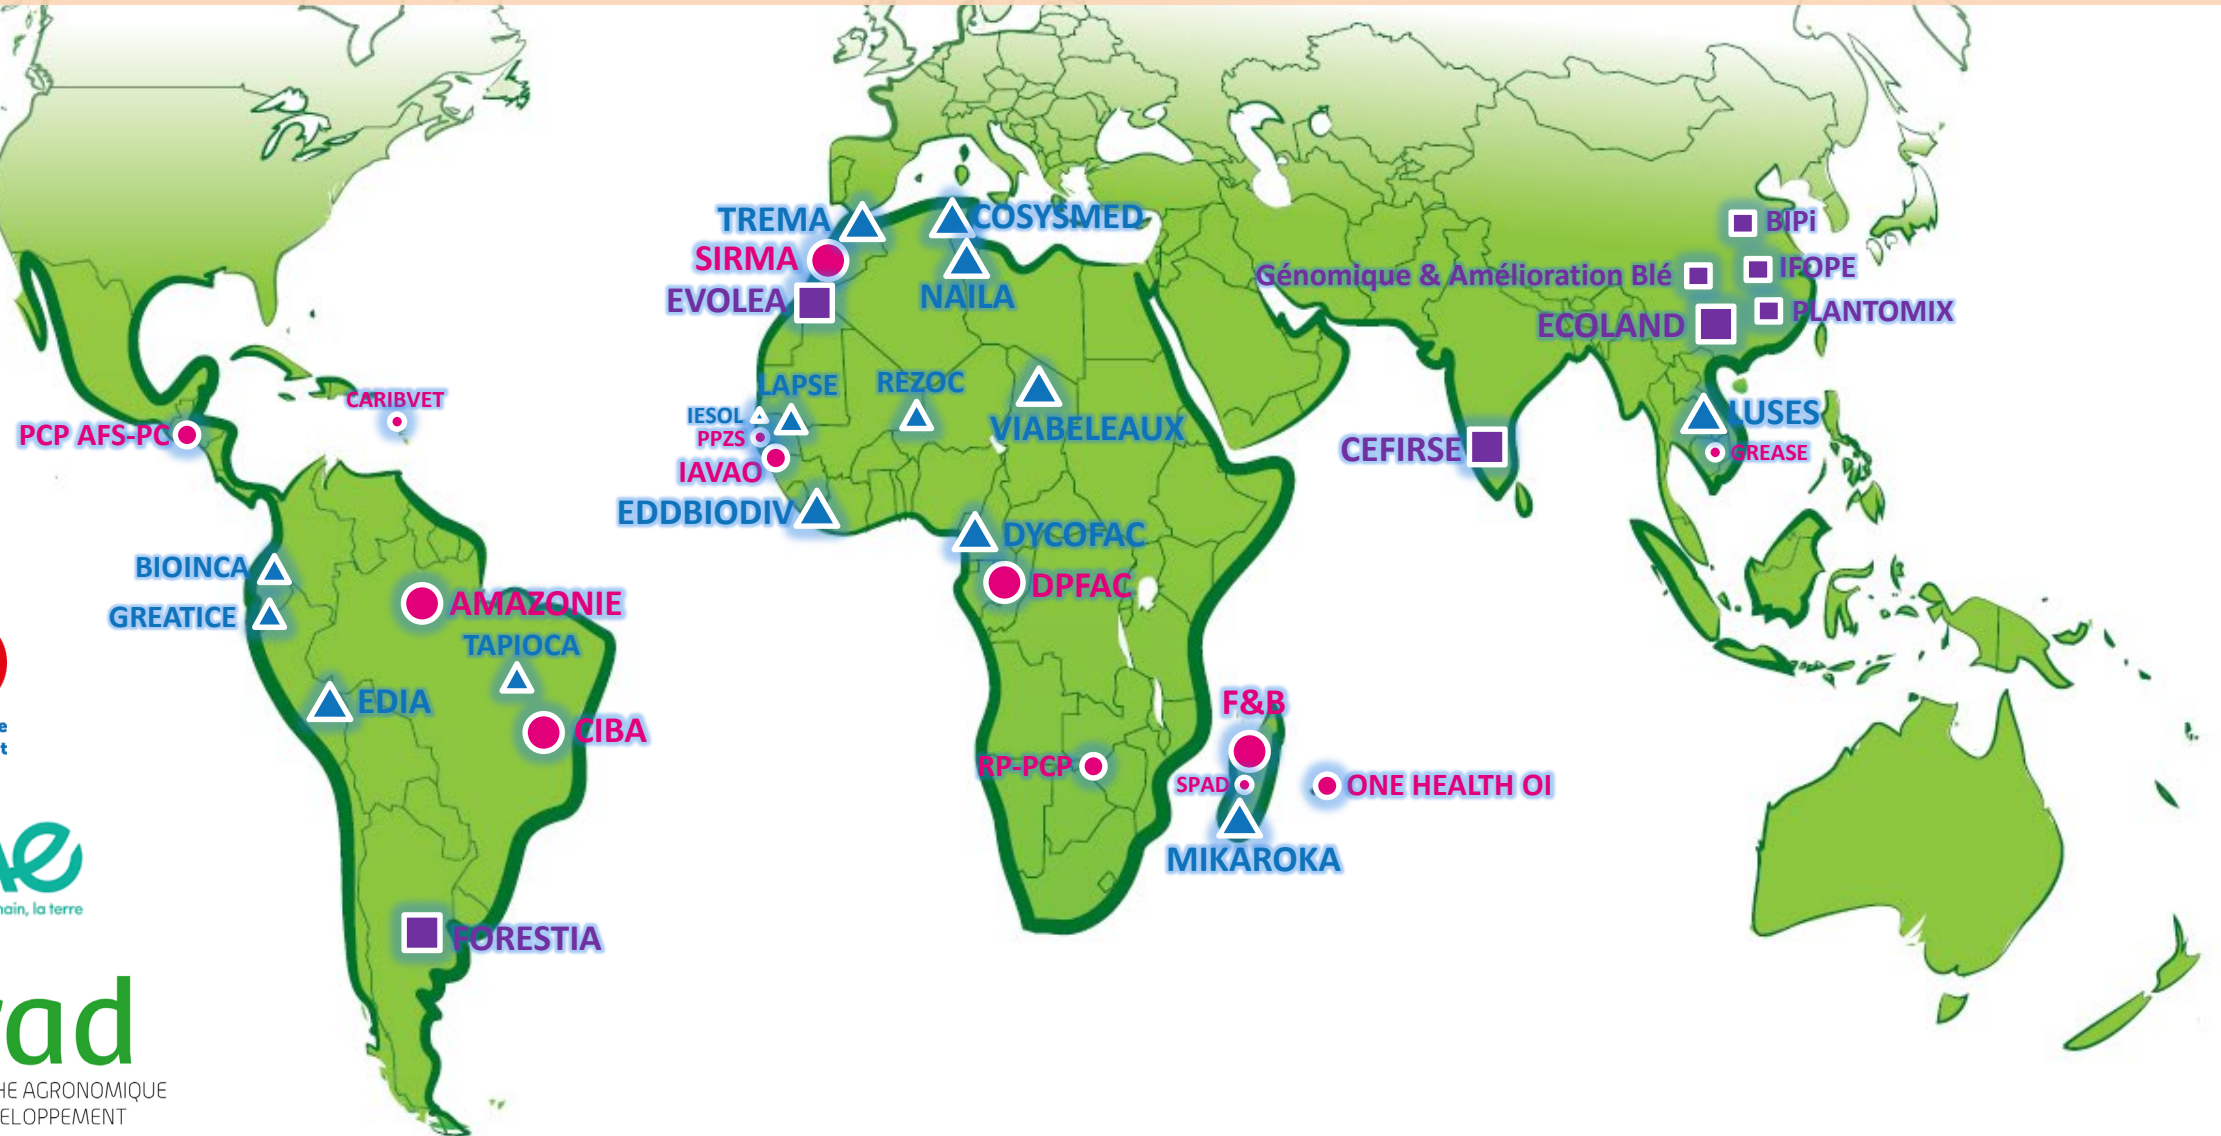 TREMA
COSYSMED
SIRMA
NAILA
EVOLEA
BIPi
IFOPE
Génomique & Amélioration Blé
PLANTOMIX
ECOLAND
LAPSE
REZOC
CARIBVET
IESOL
VIABELEAUX
LUSES
PCP AFS-PC
PPZS
IAVAO
CEFIRSE
GREASE
EDDBIODIV
DYCOFAC
BIOINCA
DPFAC
AMAZONIE
GREATICE
TAPIOCA
EDIA
F&B
CIBA
RP-PCP
SPAD
ONE HEALTH OI
MIKAROKA
e
t
e
main, la terre
FORESTIA
rad
HE AGRONOMIQUE
ELOPPEMENT